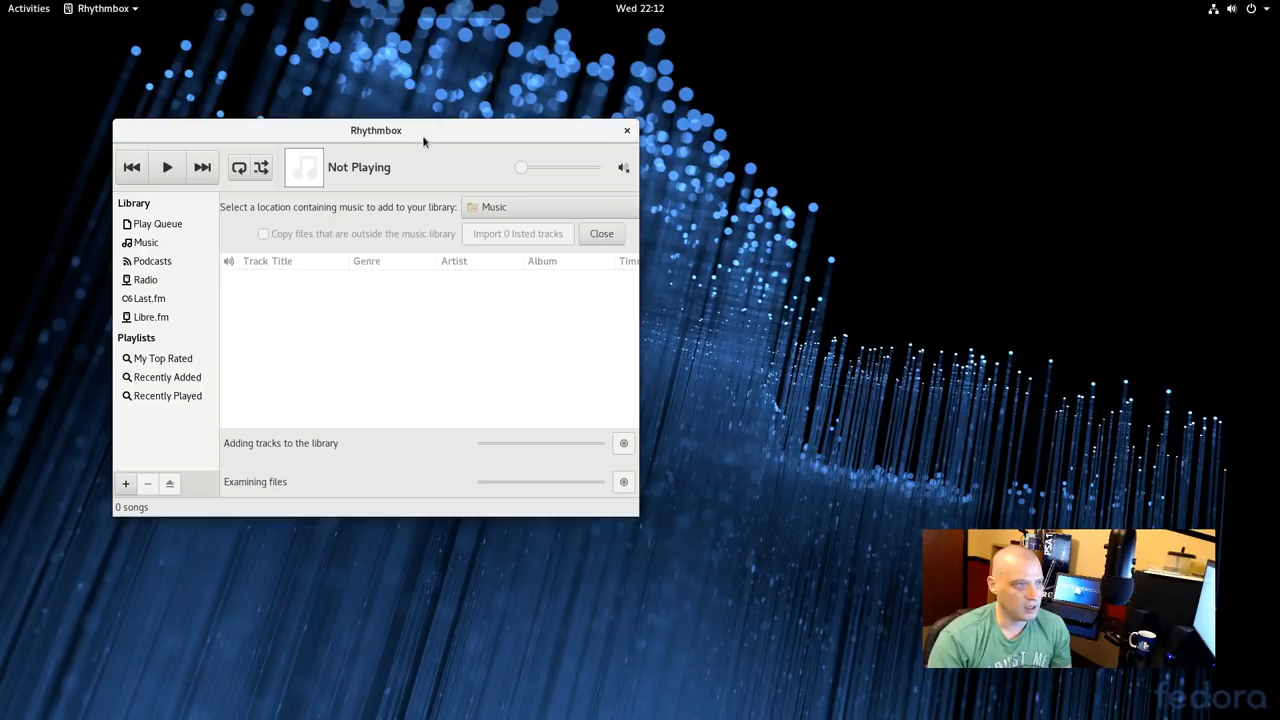 Activities Rhythmbox Wed 22:12
Rhythmbox
Not Playing
Library
Play Queue
Music
Podcasts
Radio
Last.fm
Libre.fm
Playlists
My Top Rated
Recently Added
Recently Played
Select a location containing music to add to your library: Music
Copy files that are outside the music library Import 0 listed tracks Close
Track Title Genre Artist Album Time
Adding tracks to the library
Examining files
0 songs
PSA1
fedora